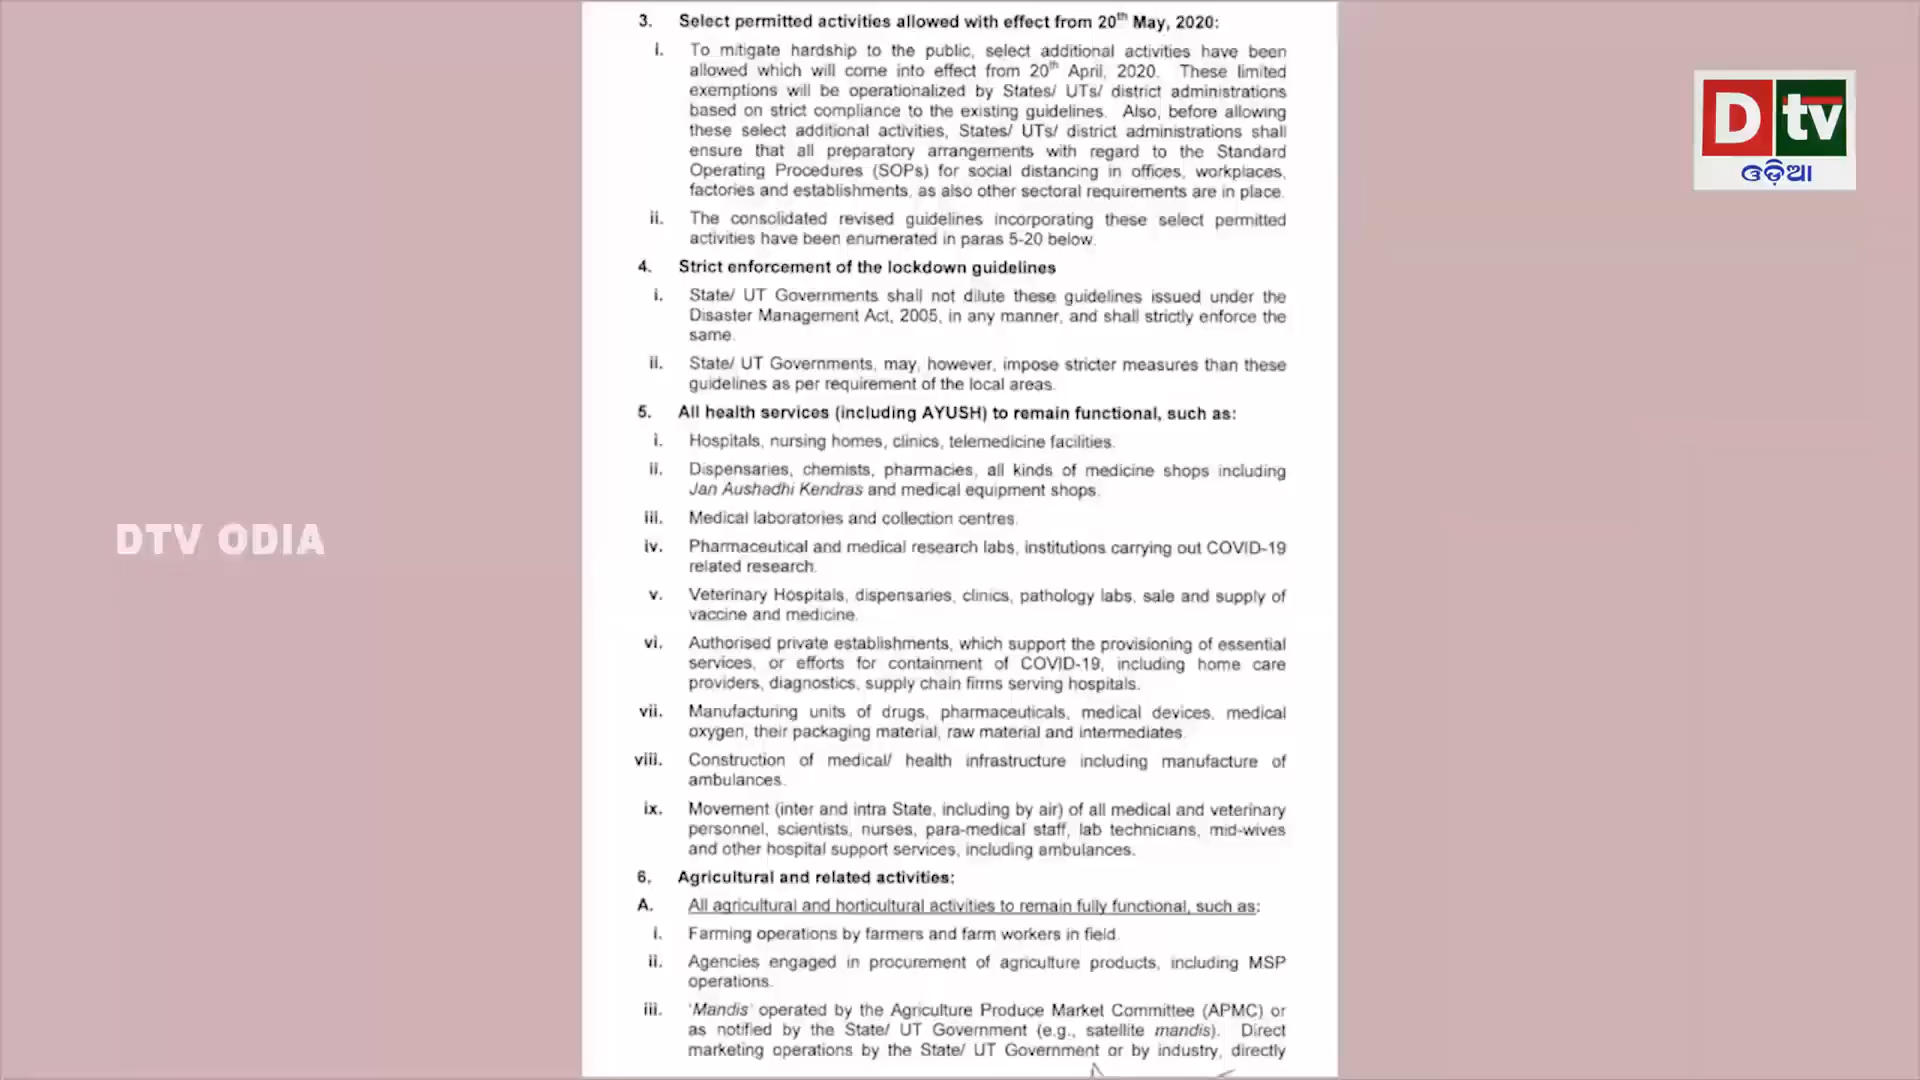 3. Select permitted activities allowed with effect from 20th May, 2020:
i. To mitigate hardship to the public, select additional activities have been
allowed which will come into effect from 20th April, 2020. These limited
exemptions will be operationalized by States/ UTs/ district administrations
based on strict compliance to the existing guidelines. Also, before allowing
these select additional activities, States/ UTs/ district administrations shall
ensure that all preparatory arrangements with regard to the Standard
Operating Procedures (SOPs) for social distancing in offices, workplaces,
factories and establishments, as also other sectoral requirements are in place.
ii. The consolidated revised guidelines incorporating these select permitted
activities have been enumerated in paras 5-20 below.
4. Strict enforcement of the lockdown guidelines
i. State/ UT Governments shall not dilute these guidelines issued under the
Disaster Management Act, 2005, in any manner, and shall strictly enforce the
same.
ii. State/ UT Governments, may, however, impose stricter measures than these
guidelines as per requirement of the local areas.
5. All health services (including AYUSH) to remain functional, such as:
i. Hospitals, nursing homes, clinics, telemedicine facilities.
ii. Dispensaries, chemists, pharmacies, all kinds of medicine shops including
Jan Aushadhi Kendras and medical equipment shops.
iii. Medical laboratories and collection centres.
iv. Pharmaceutical and medical research labs, institutions carrying out COVID-19
related research.
v. Veterinary Hospitals, dispensaries, clinics, pathology labs, sale and supply of
vaccine and medicine.
vi. Authorised private establishments, which support the provisioning of essential
services, or efforts for containment of COVID-19, including home care
providers, diagnostics, supply chain firms serving hospitals.
vii. Manufacturing units of drugs, pharmaceuticals, medical devices, medical
oxygen, their packaging material, raw material and intermediates.
viii. Construction of medical/ health infrastructure including manufacture of
ambulances.
ix. Movement (inter and intra State, including by air) of all medical and veterinary
personnel, scientists, nurses, para-medical staff, lab technicians, mid-wives
and other hospital support services, including ambulances.
6. Agricultural and related activities:
A. All agricultural and horticultural activities to remain fully functional, such as:
i. Farming operations by farmers and farm workers in field.
ii. Agencies engaged in procurement of agriculture products, including MSP
operations.
iii. 'Mandis' operated by the Agriculture Produce Market Committee (APMC) or
as notified by the State/ UT Government (e.g., satellite mandis). Direct
marketing operations by the State/ UT Government or by industry, directly
DTV ODIA
D tv
ଓଡ଼ିଆ